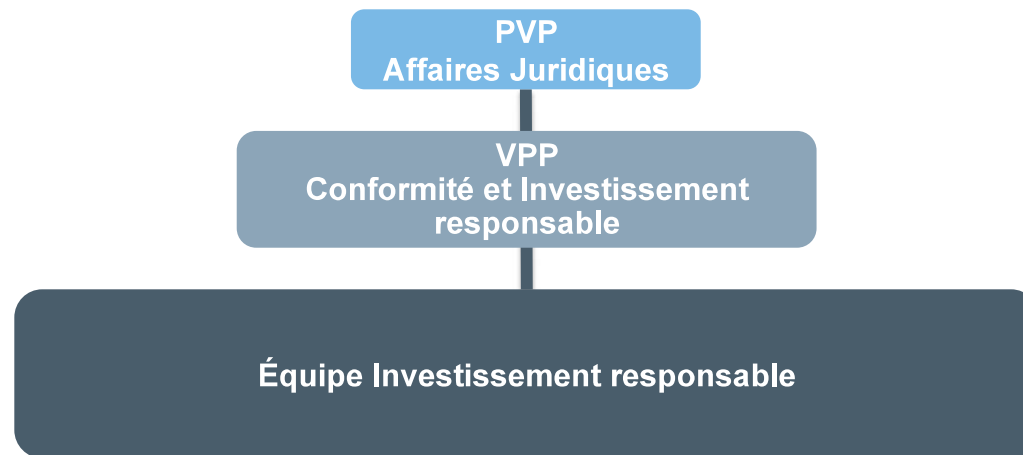 PVP
Affaires Juridiques
VPP
Conformité et Investissement
responsable
Équipe Investissement responsable